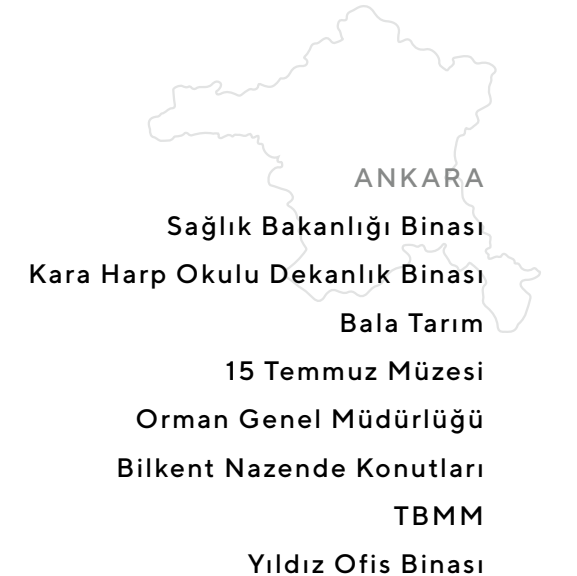 ANKARA
Sağlık Bakanlığı Binası
Kara Harp Okulu Dekanlık Binası
Bala Tarım
15 Temmuz Müzesi
Orman Genel Müdürlüğü
Bilkent Nazende Konutları
TBMM
Yıldız Ofis Binası